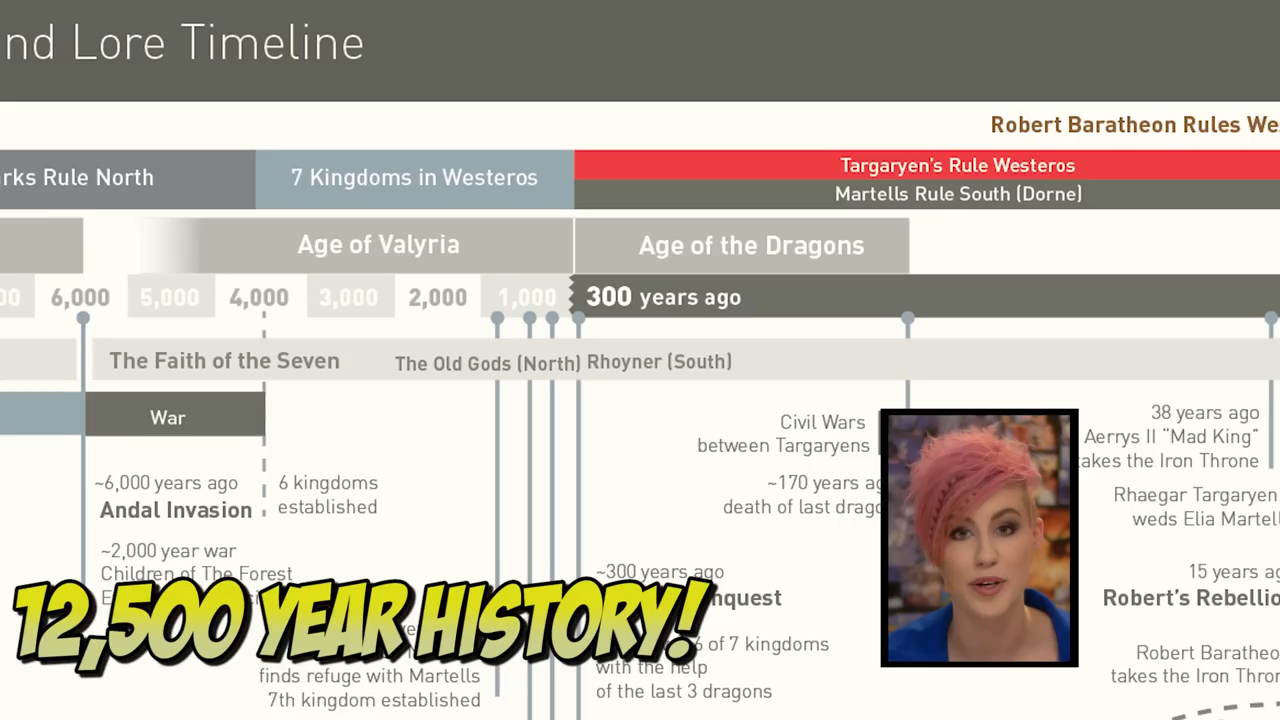 nd Lore Timeline
Robert Baratheon Rules We
rks Rule North
7 Kingdoms in Westeros
Targaryen's Rule Westeros
Martells Rule South (Dorne)
Age of Valyria
Age of the Dragons
00
6,000
5,000
4,000
3,000
2,000
1,000
300 years ago
The Faith of the Seven
The Old Gods (North)
Rhoyner (South)
War
Civil Wars
between Targaryens
38 years ago
Aerrys II "Mad King"
takes the Iron Throne
~6,000 years ago
Andal Invasion
6 kingdoms
established
~170 years ag
death of last drago
Rhaegar Targaryen
weds Elia Martell
~2,000 year war
Children of The Forest
~300 years ago
nquest
15 years ag
Robert's Rebellio
12,500 YEAR HISTORY!
6 of 7 kingdoms
with the help
of the last 3 dragons
finds refuge with Martells
7th kingdom established
Robert Baratheo
takes the Iron Thron